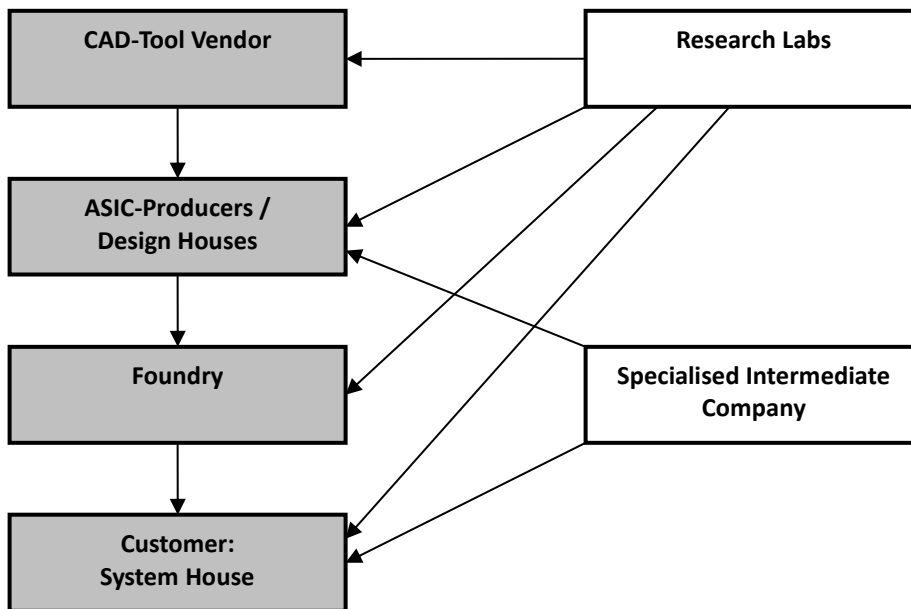 CAD-Tool Vendor
Research Labs
ASIC-Producers /
Design Houses
Foundry
Specialised Intermediate
Company
Customer:
System House